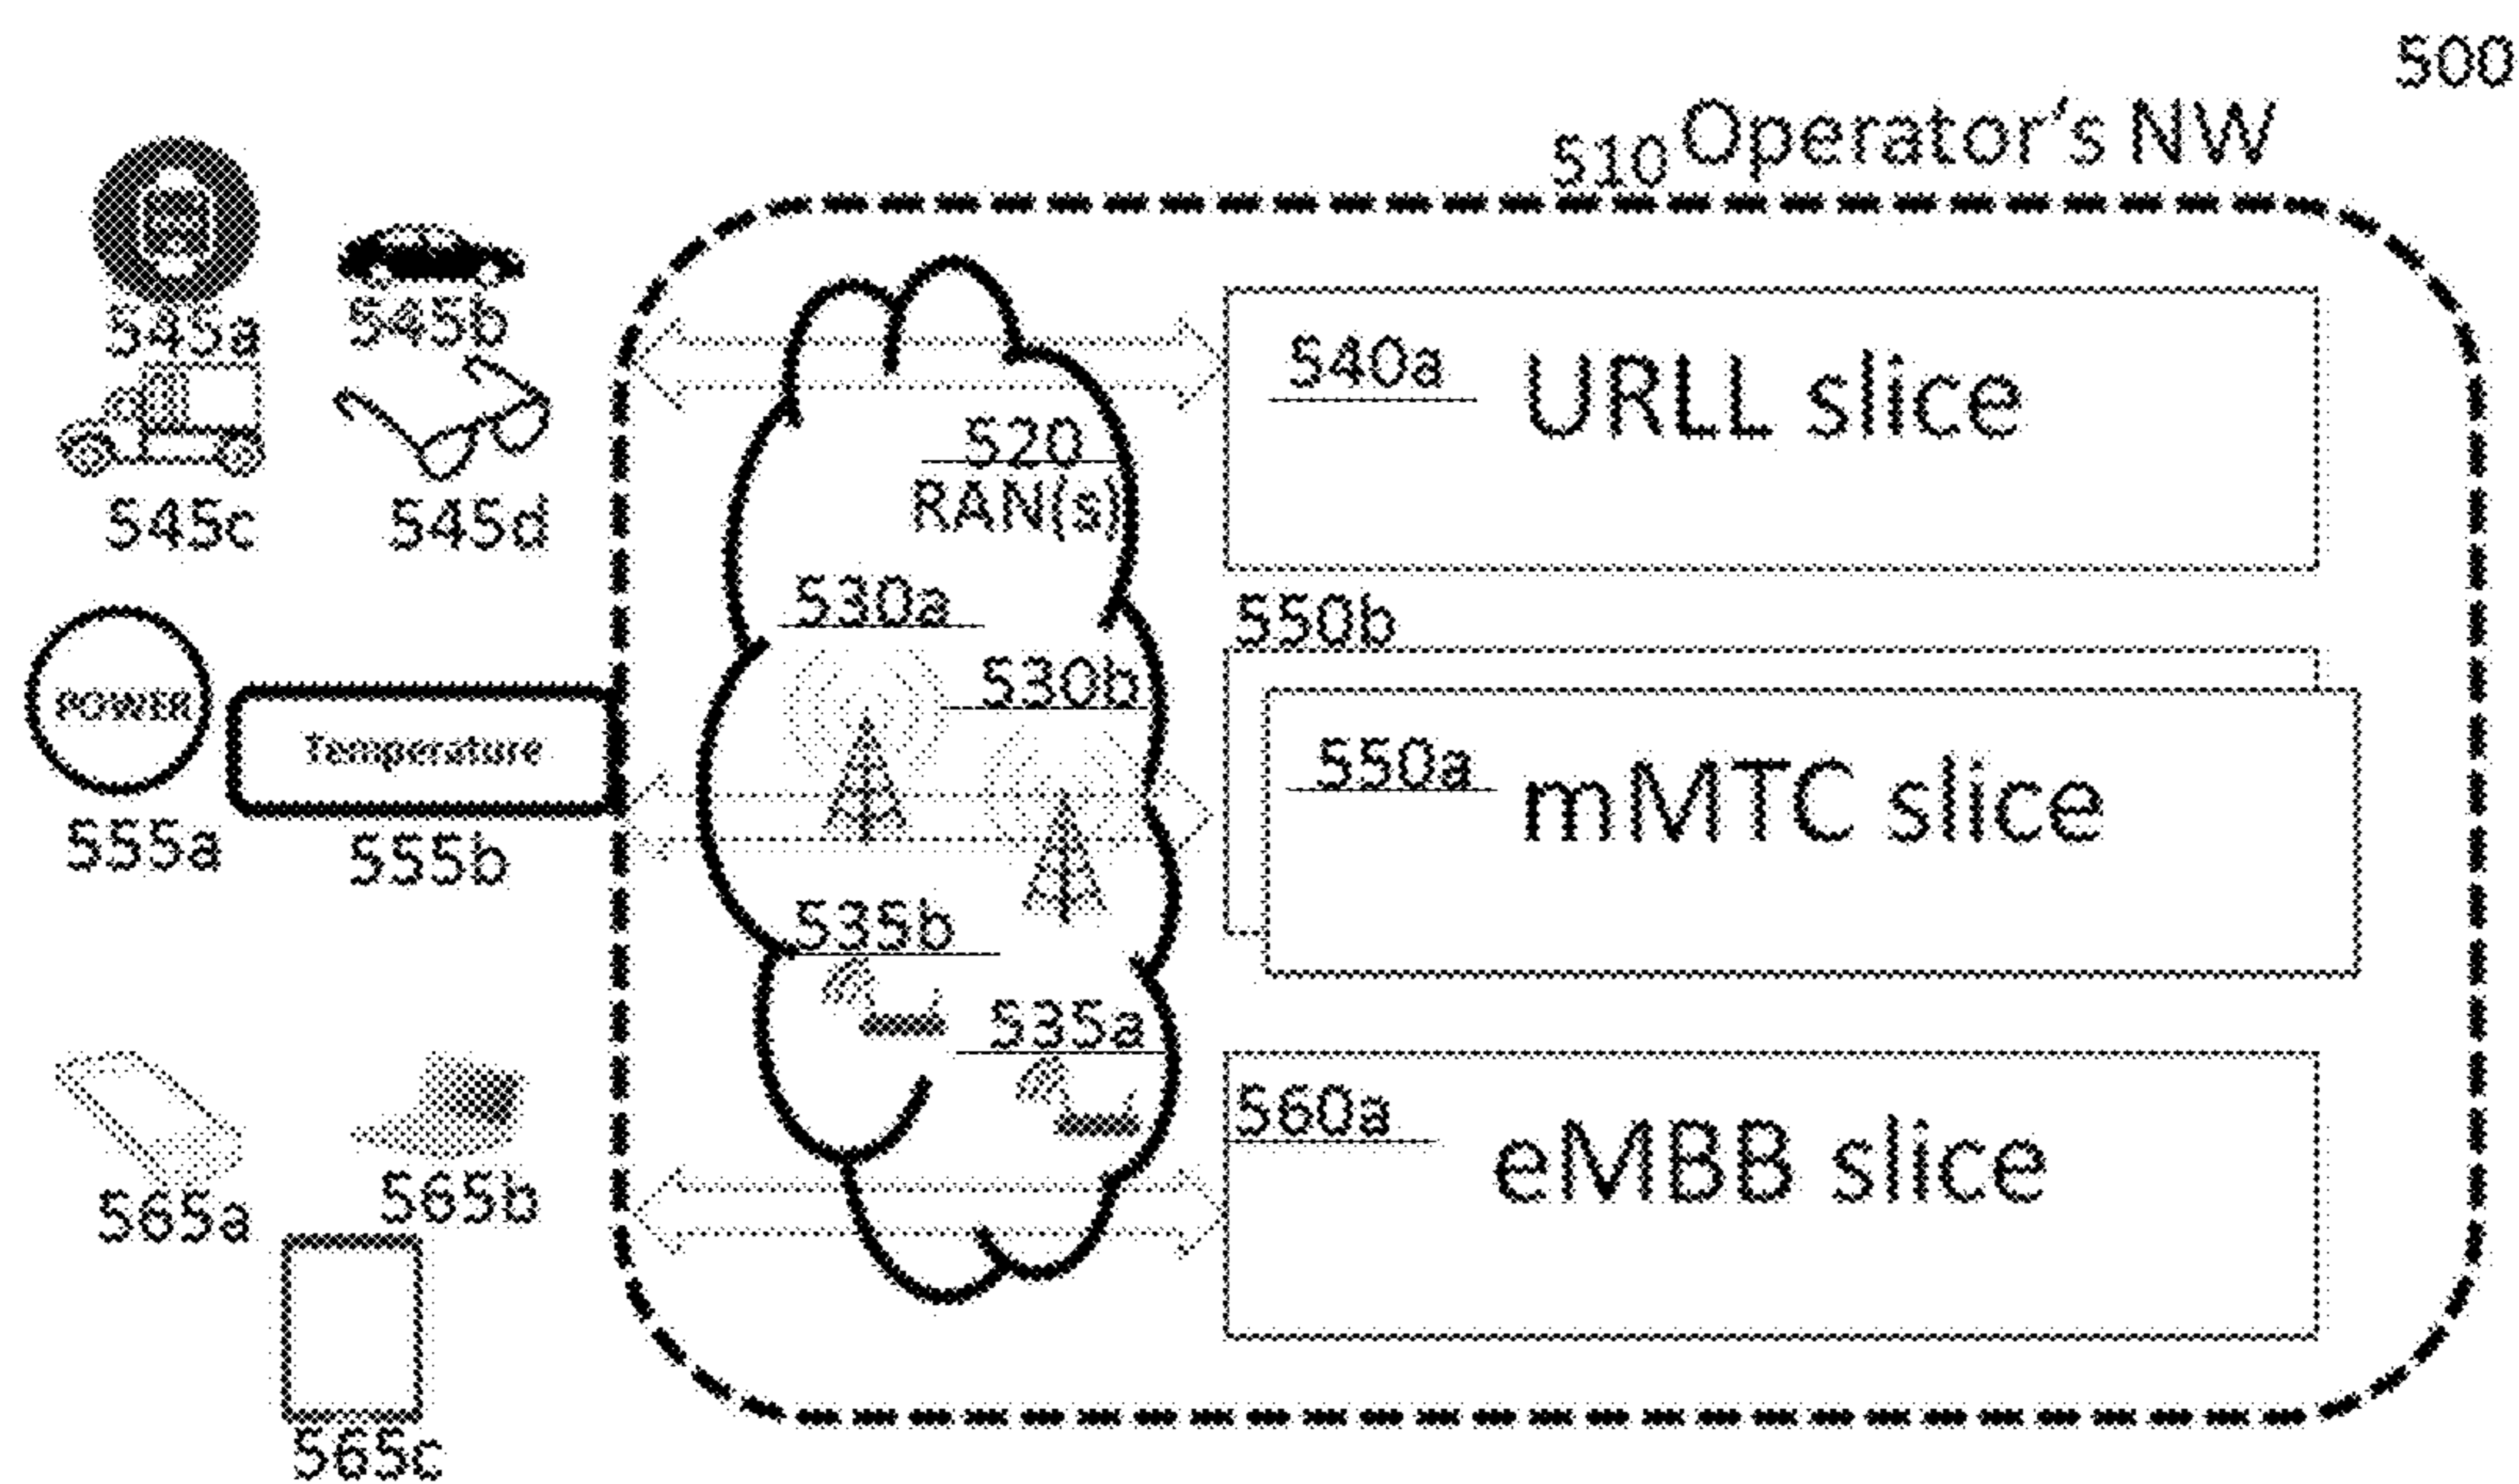 500
510 Operator's NW
545a
545b
545c
545d
520
RAN(s)
540a URLL slice
530a
530b
550b
550a mMTC slice
POWER
Temperature
555a
555b
535b
535a
560a eMBB slice
565a
565b
565c